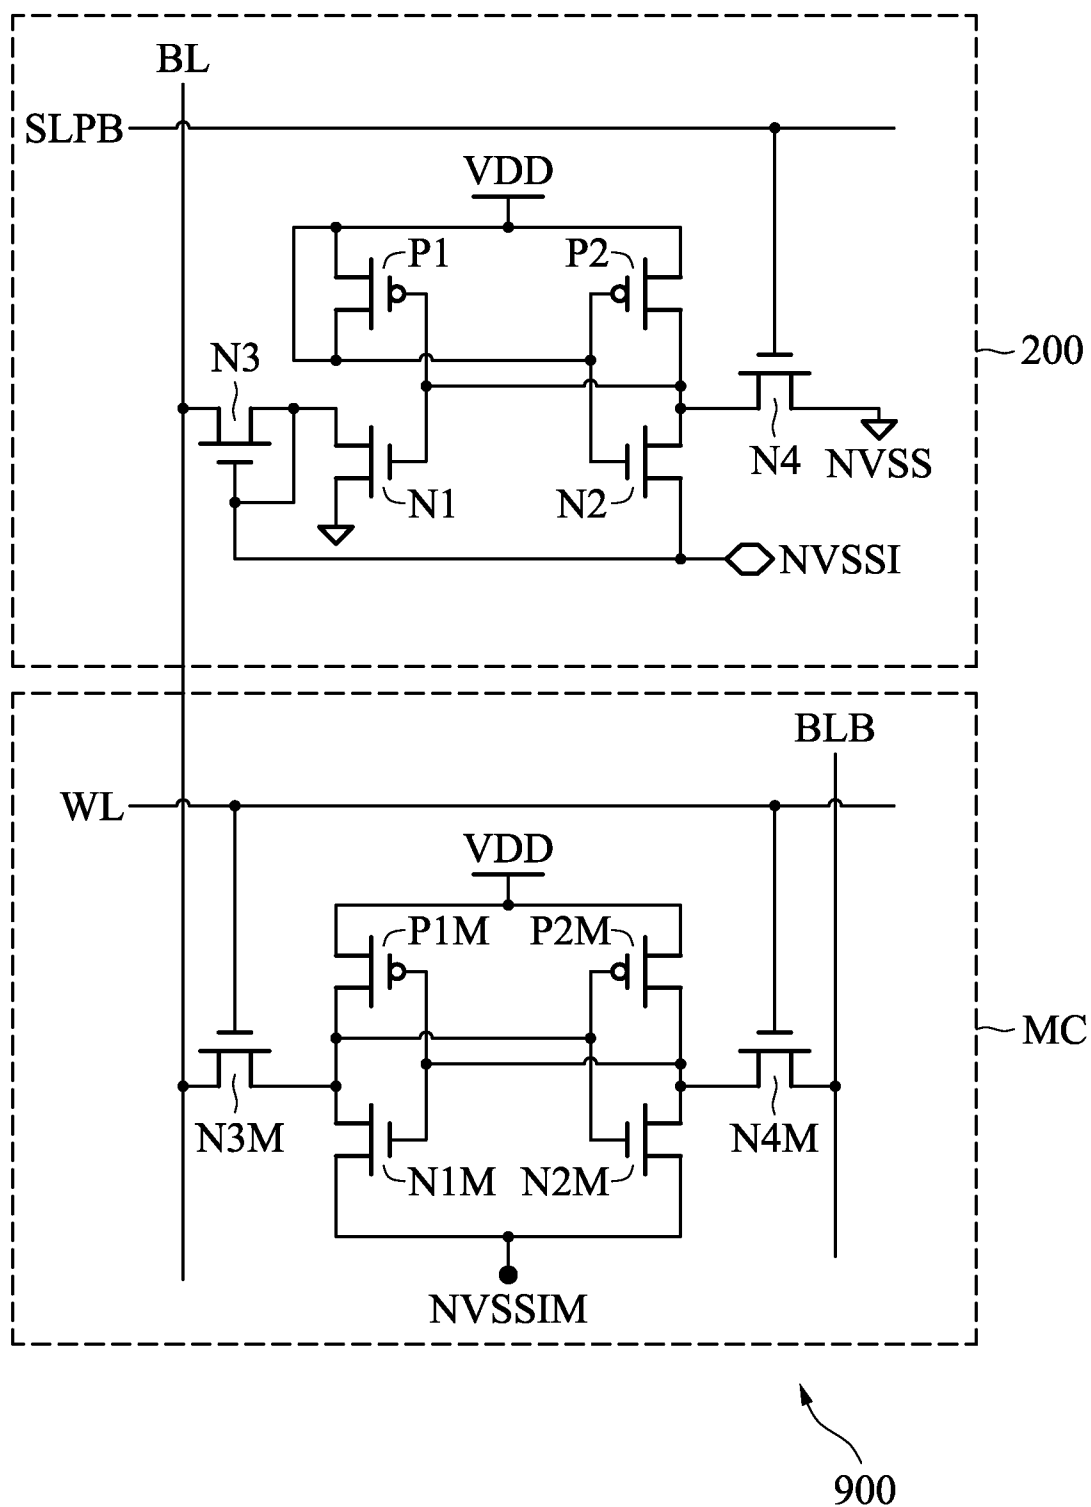 BL
SLPB
VDD
P1
P2
200
N3
N4
NVSS
N1
N2
NVSSI
BLB
WL
VDD
P1M
P2M
MC
N3M
N4M
N1M
N2M
NVSSIM
900